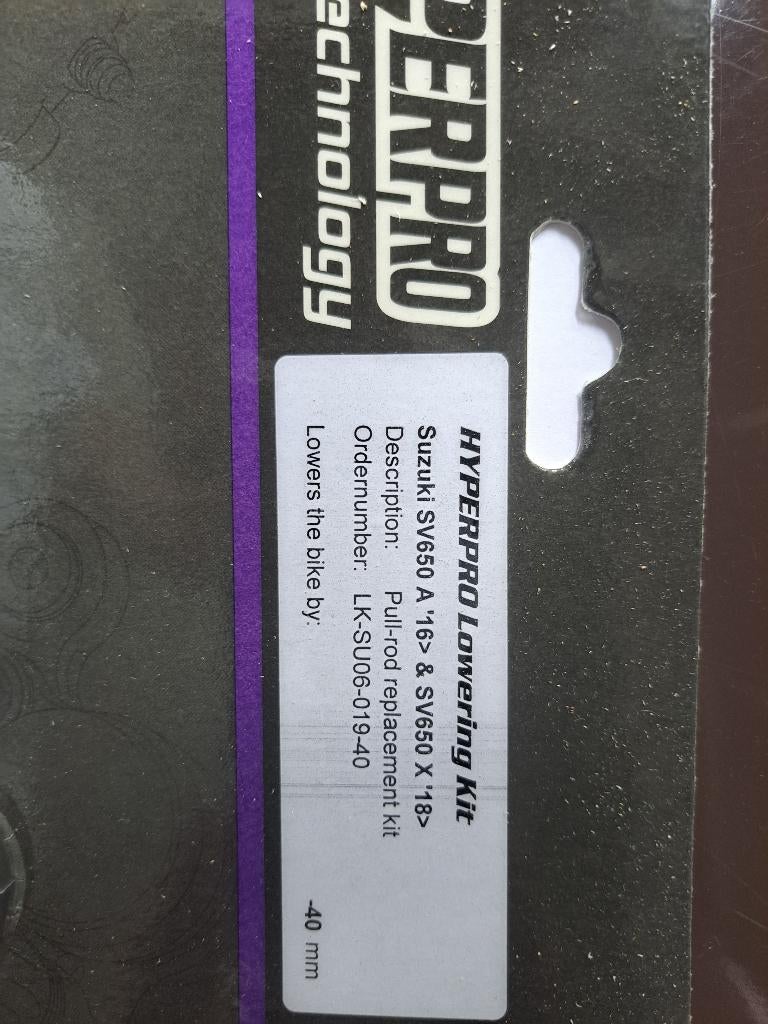 PERPRO
echnology
HYPERPRO Lowering Kit
Suzuki SV650 A '16> & SV650 X '18>
Description: Pull-rod replacement kit
Ordernumber: LK-SU06-019-40
Lowers the bike by: -40 mm